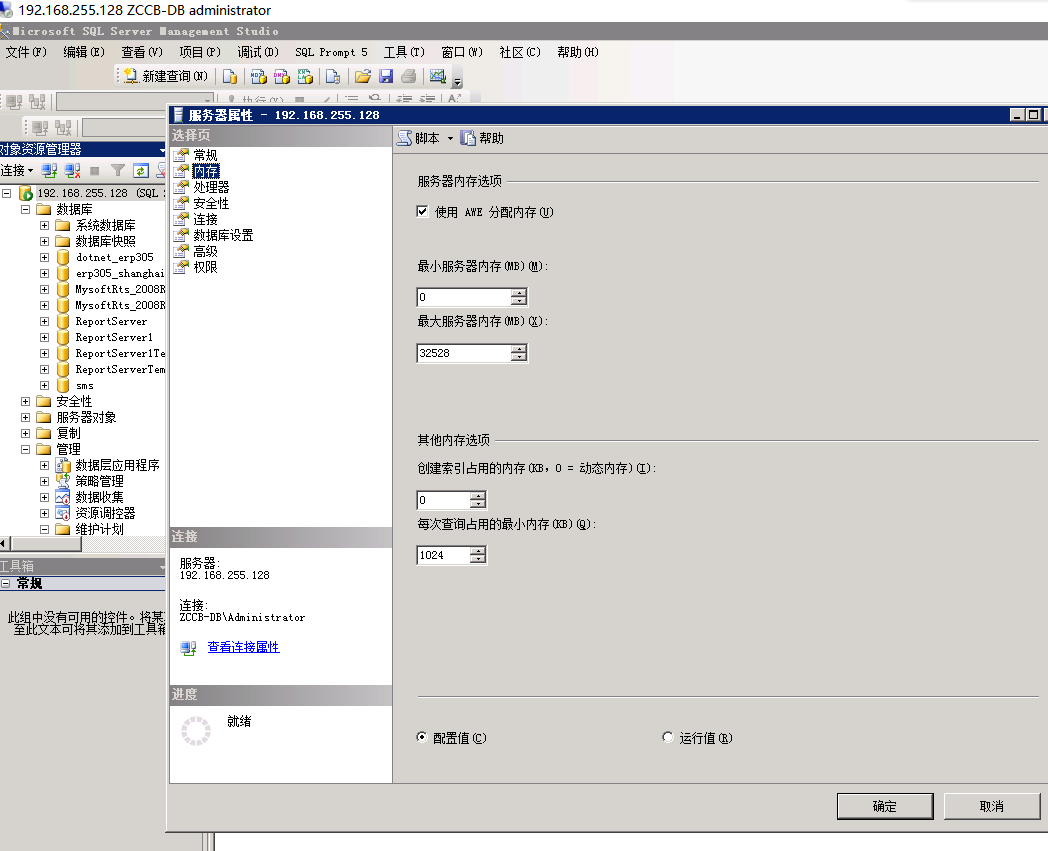 192.168.255.128 ZCCB-DB administrator
Microsoft SQL Server Management Studio
文件(F) 编辑(E) 查看(V) 项目(P) 调试(D) SQL Prompt 5 工具(T) 窗口(W) 社区(C) 帮助(H)
新建查询(N)
服务器属性 - 192.168.255.128
选择页
常规
内存
处理器
安全性
连接
数据库设置
高级
权限
脚本 帮助
对象资源管理器
连接
192.168.255.128 (SQL
数据库
系统数据库
数据库快照
dotnet_erp305
erp305_shanghai
MysoftRts_2008R
MysoftRts_2008R
ReportServer
ReportServer1
ReportServer1Te
ReportServerTem
sms
安全性
服务器对象
复制
管理
数据层应用程序
策略管理
数据收集
资源调控器
维护计划
工具箱
常规
此组中没有可用的控件。将某
至此文本可将其添加到工具箱
服务器内存选项
使用 AWE 分配内存(U)
最小服务器内存(MB)(M):
0
最大服务器内存(MB)(X):
32528
其他内存选项
创建索引占用的内存(KB，0 = 动态内存)(I):
0
每次查询占用的最小内存(KB)(Q):
1024
连接
服务器:
192.168.255.128
连接:
ZCCB-DB\Administrator
查看连接属性
进度
就绪
配置值(C) 运行值(R)
确定 取消